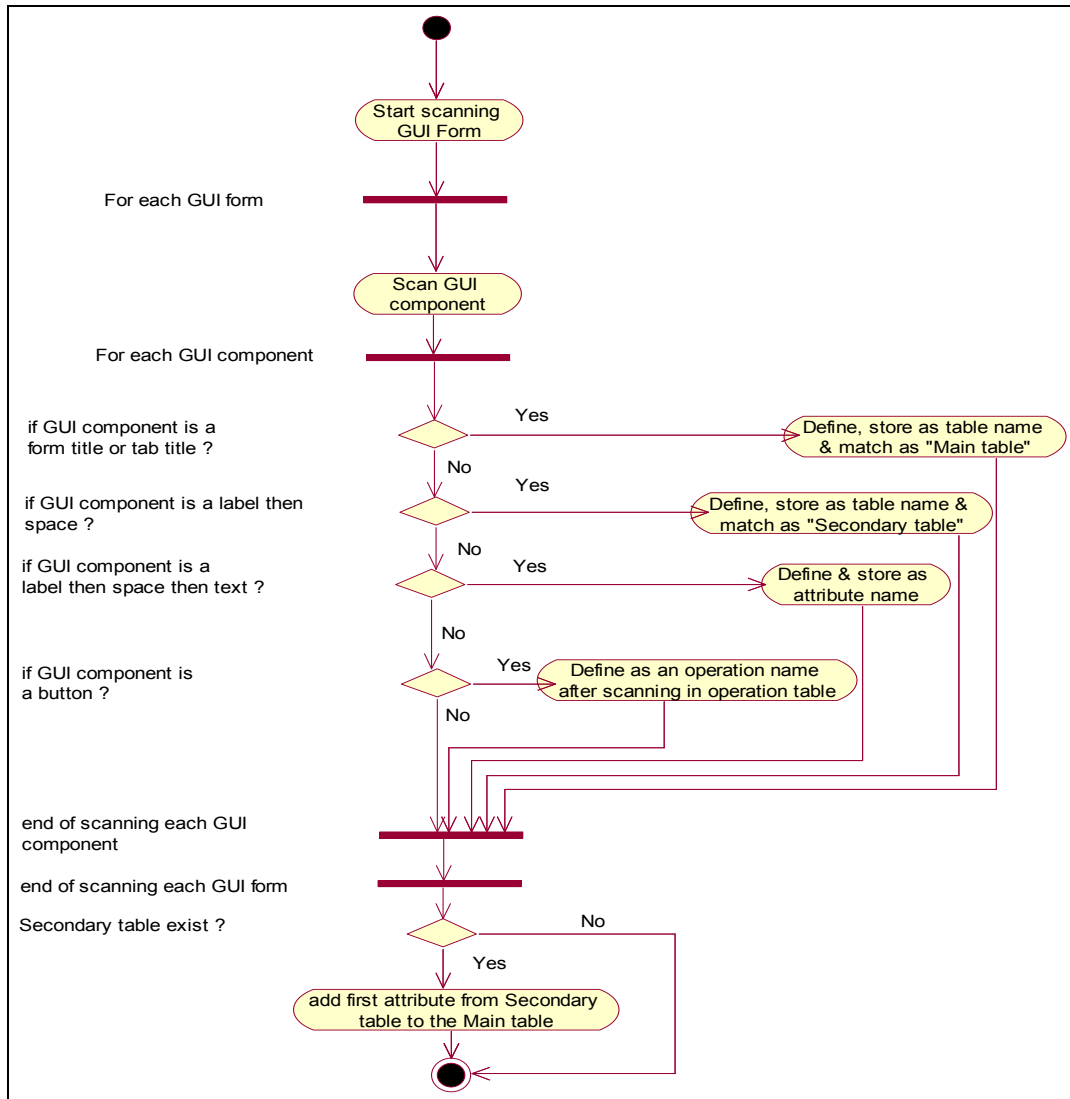 Start scanning
GUI Form
For each GUI form
Scan GUI
component
For each GUI component
if GUI component is a
form title or tab title ?
Yes
Define, store as table name
& match as "Main table"
No
if GUI component is a label then
space ?
Yes
Define, store as table name &
match as "Secondary table"
No
if GUI component is a
label then space then text ?
Yes
Define & store as
attribute name
No
if GUI component is
a button ?
Yes
Define as an operation name
after scanning in operation table
No
end of scanning each GUI
component
end of scanning each GUI form
Secondary table exist ?
No
Yes
add first attribute from Secondary
table to the Main table